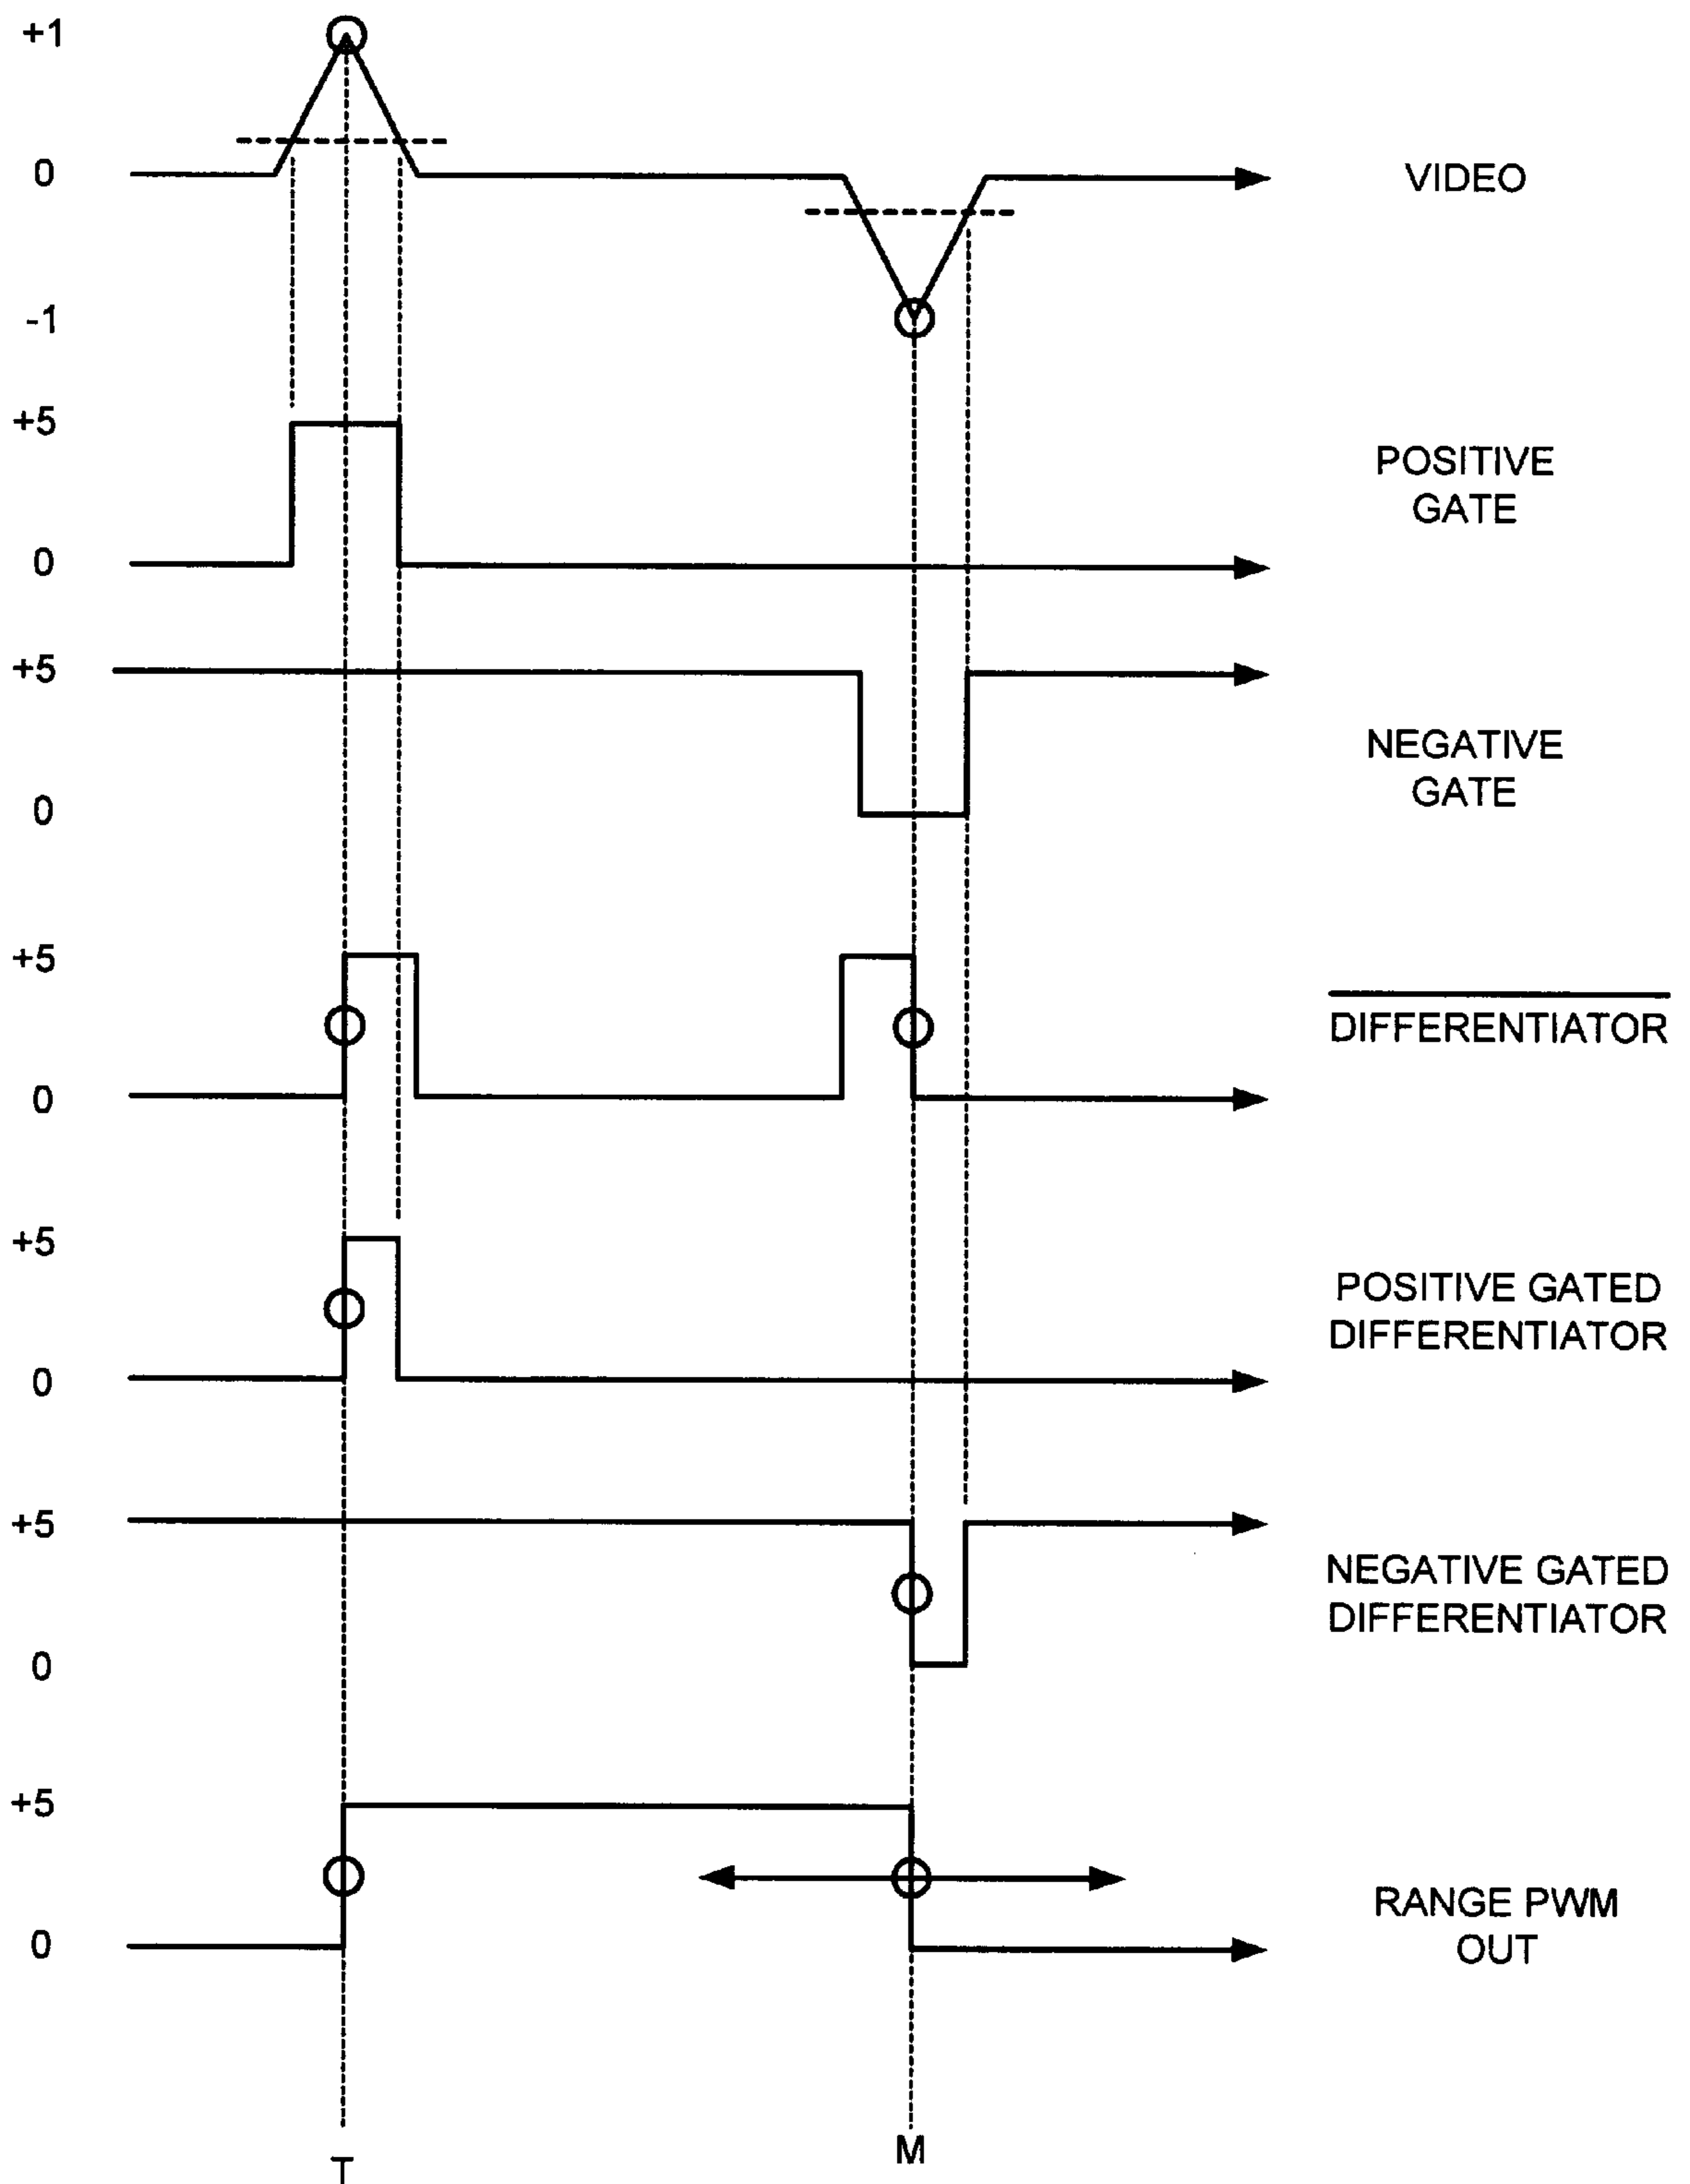 +1
0
VIDEO
-1
+5
POSITIVE
GATE
0
+5
NEGATIVE
GATE
0
+5
DIFFERENTIATOR
0
+5
POSITIVE GATED
DIFFERENTIATOR
0
+5
NEGATIVE GATED
DIFFERENTIATOR
0
+5
RANGE PWM
OUT
0
T
M